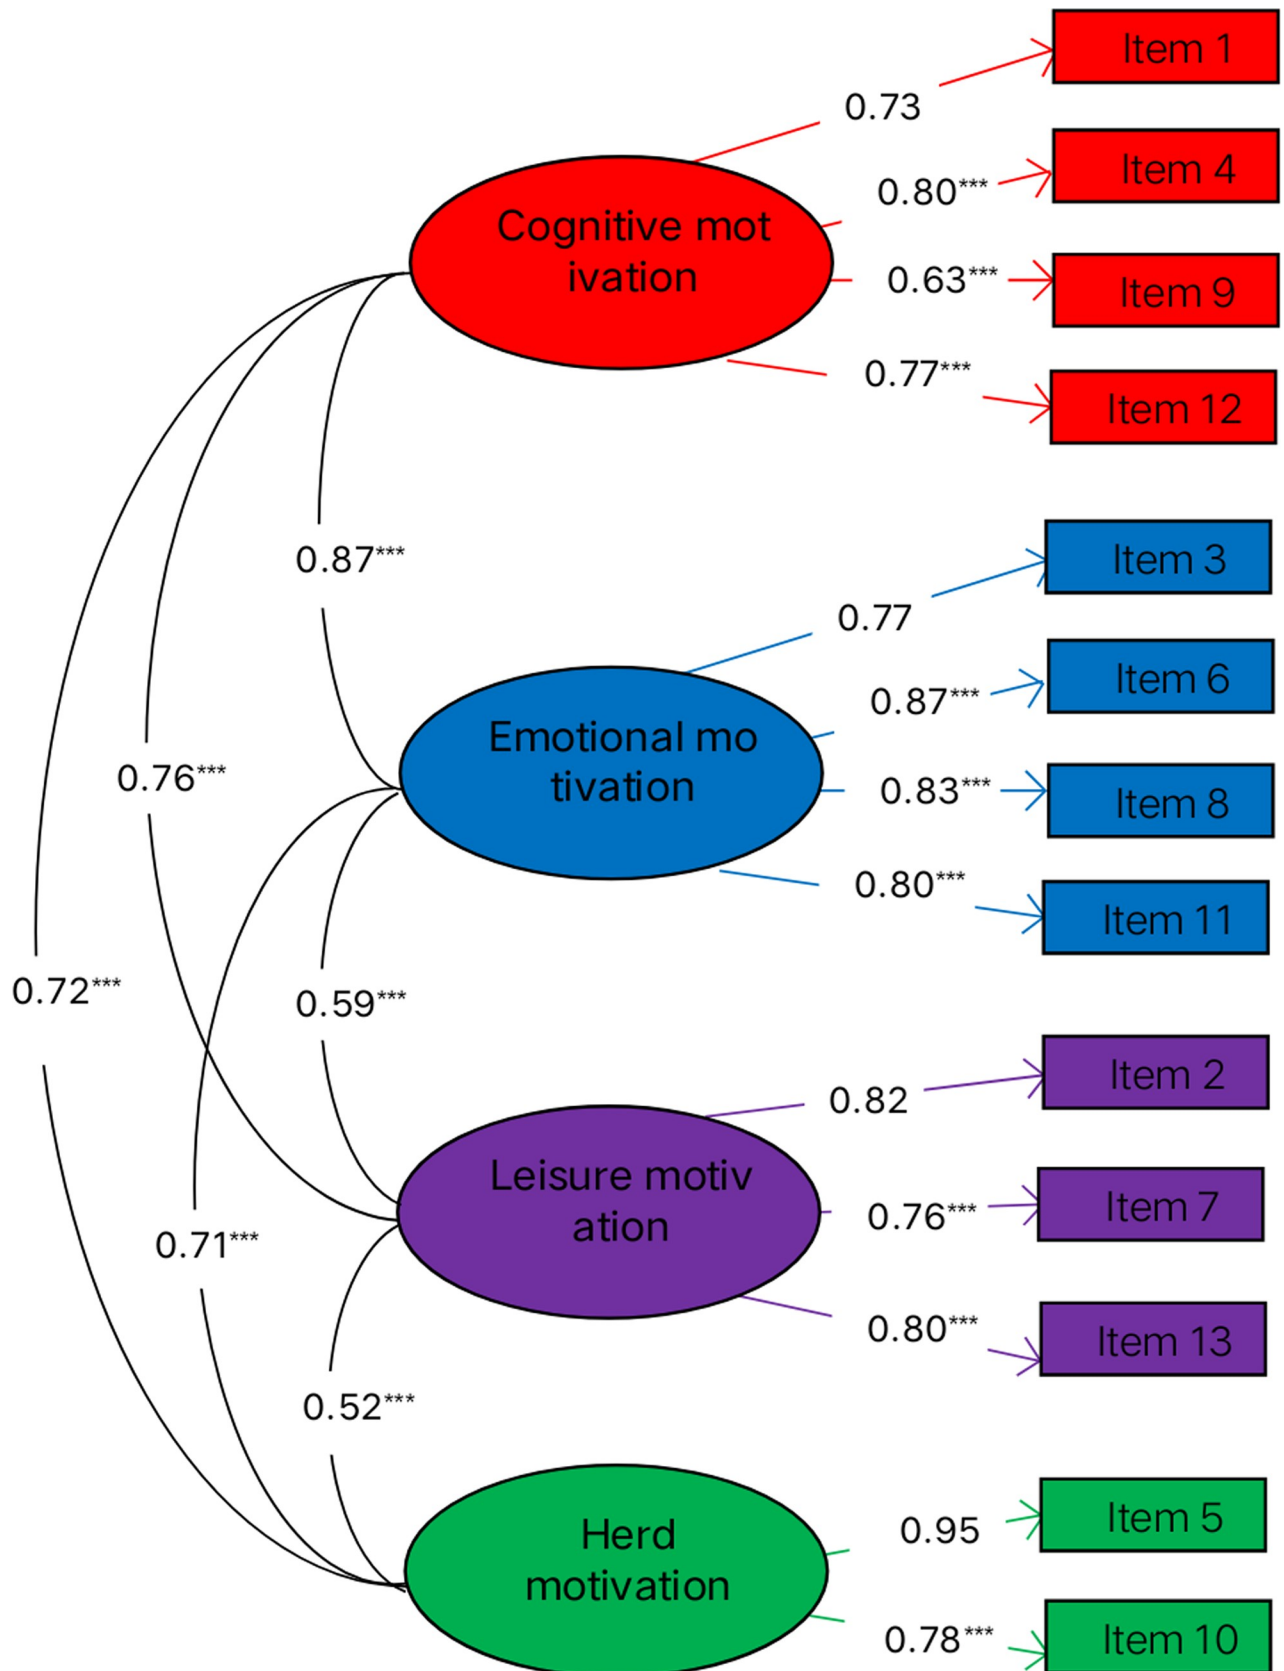 Item 1
0.73
Item 4
0.80***
Cognitive mot
ivation
0.63***
Item 9
0.77***
Item 12
0.87***
Item 3
0.77
Item 6
0.87***
Emotional mo
tivation
0.76***
0.83***
Item 8
0.80***
Item 11
0.72***
0.59***
Item 2
0.82
Leisure motiv
ation
0.76***
Item 7
0.71***
0.80***
Item 13
0.52***
Item 5
0.95
Herd
motivation
0.78***
Item 10